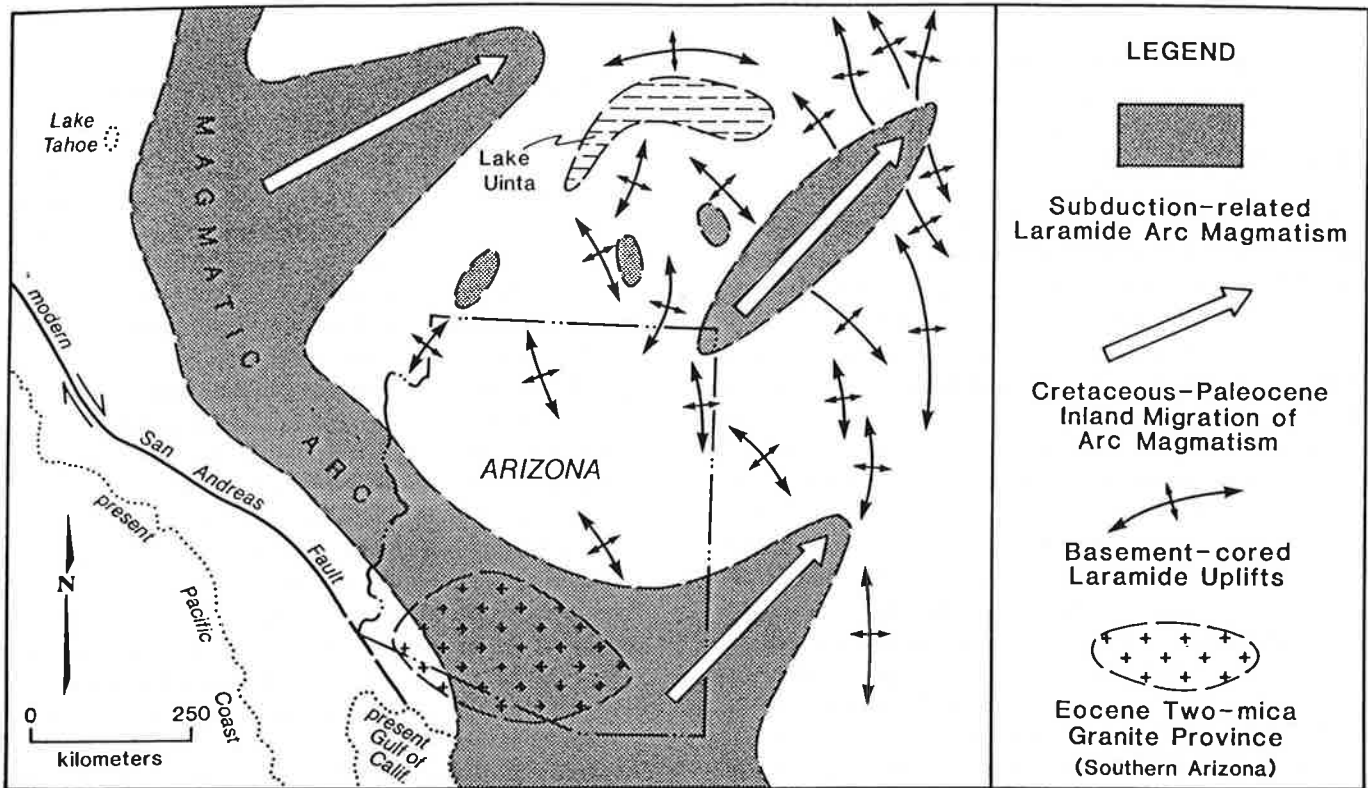 Lake
Tahoe
MAGMATIC
ARC
Lake
Uinta
modern
San Andreas Fault
present Pacific Coast
ARIZONA
N
0 250
kilometers
present
Gulf of
Calif.
LEGEND
Subduction-related
Laramide Arc Magmatism
Cretaceous-Paleocene
Inland Migration of
Arc Magmatism
Basement-cored
Laramide Uplifts
Eocene Two-mica
Granite Province
(Southern Arizona)